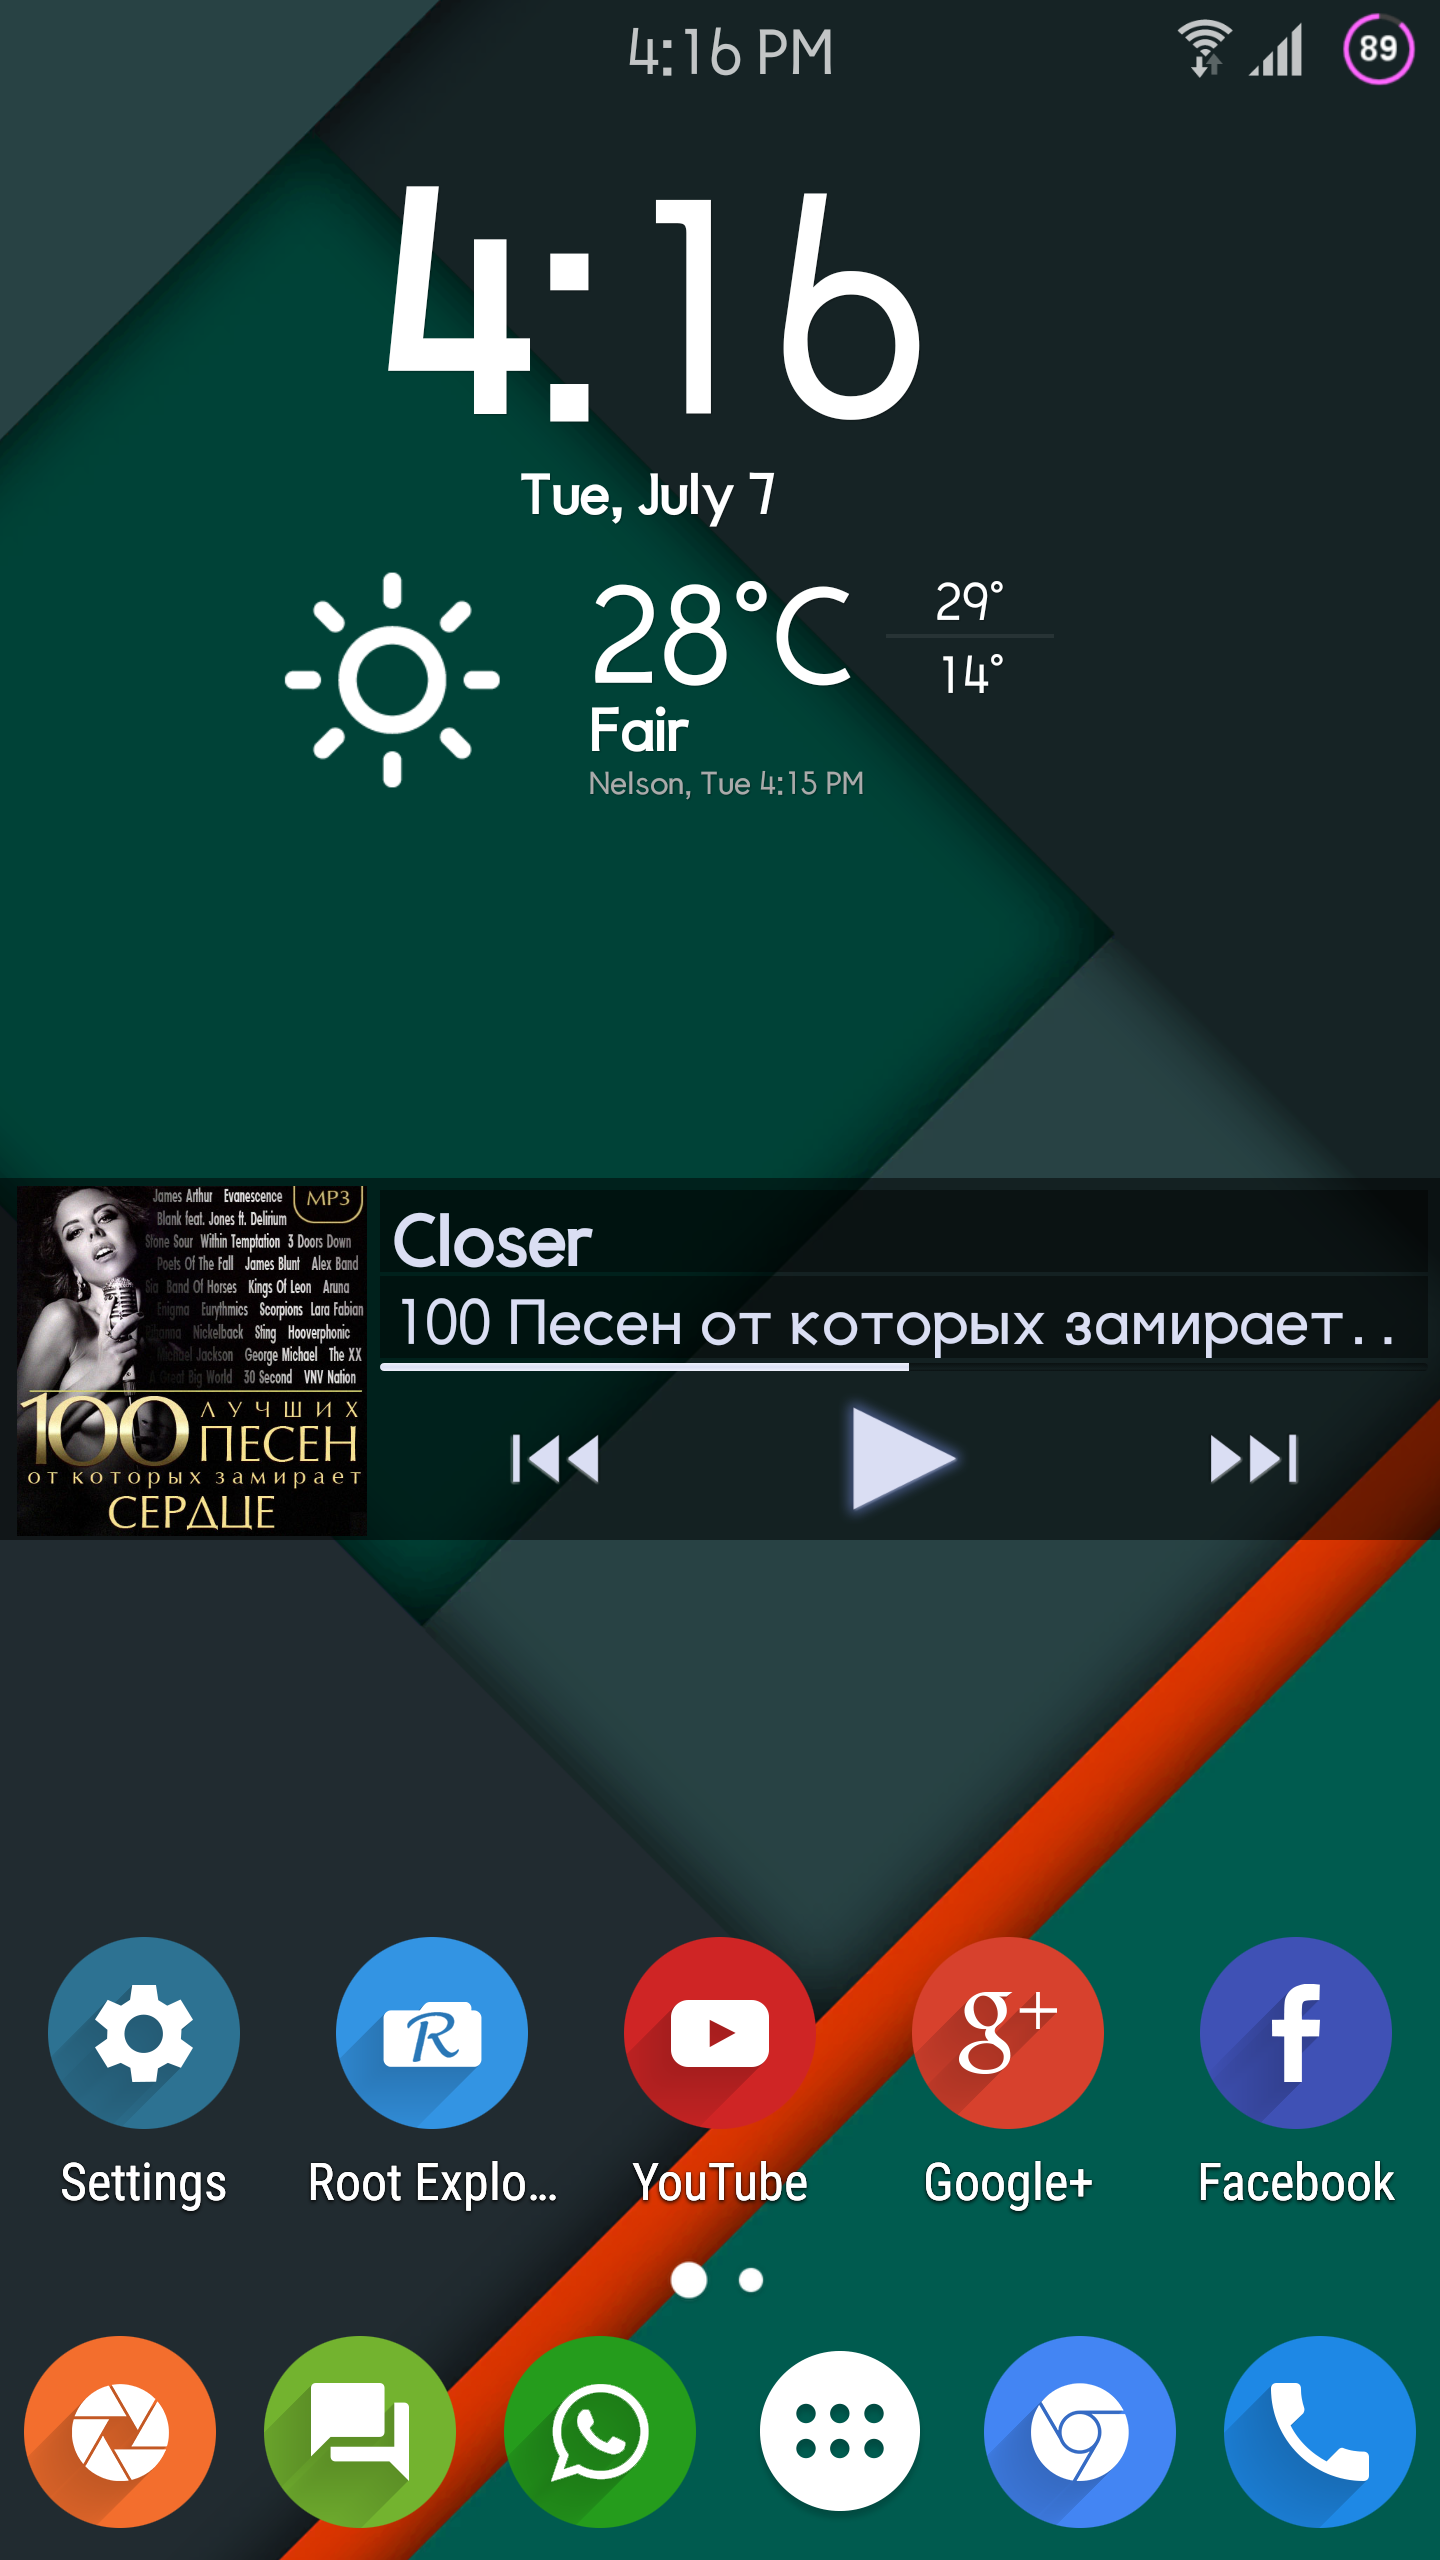 4:16 PM
89
4:16
Tue, July 7
28°C
29°
14°
Fair
Nelson, Tue 4:15 PM
James Arthur Evanescence
MP3
Blank feat. Jones ft. Delirium
Stone Sour Within Temptation 3 Doors Down
Poets Of The Fall James Blunt Alex Band
Sia Band Of Horses Kings Of Leon Aruna
Enigma Eurythmics Scorpions Lara Fabian
Rihanna Nickelback Sting Hooverphonic
Michael Jackson George Michael The XX
A Great Big World 30 Second VNV Nation
100 ЛУЧШИХ
ПЕСЕН
от которых замирает
СЕРДЦЕ
Closer
100 Песен от которых замирает..
Settings
Root Explo...
YouTube
Google+
Facebook